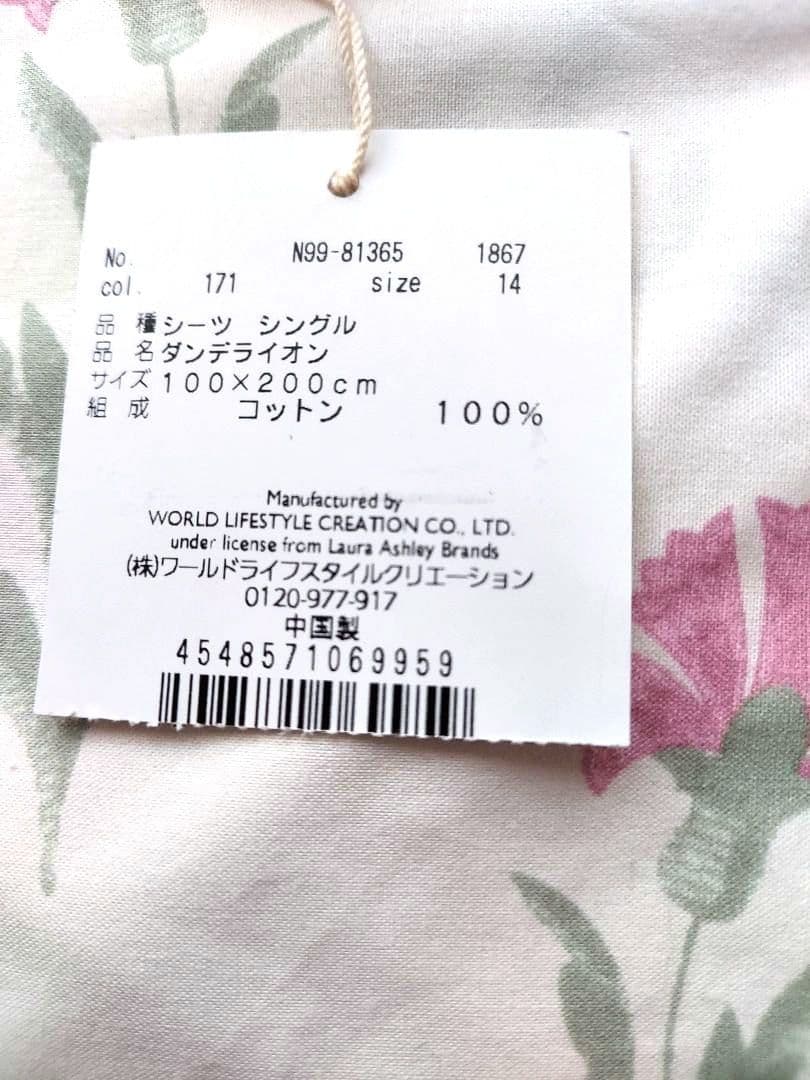 No. N99-81365 1867
col. 171 size 14
品 種 シーツ シングル
品 名 ダンデライオン
サイズ 100×200cm
組 成 コットン 100%
Manufactured by
WORLD LIFESTYLE CREATION CO., LTD.
under license from Laura Ashley Brands
(株)ワールドライフスタイルクリエーション
0120-977-917
中国製
4548571069959